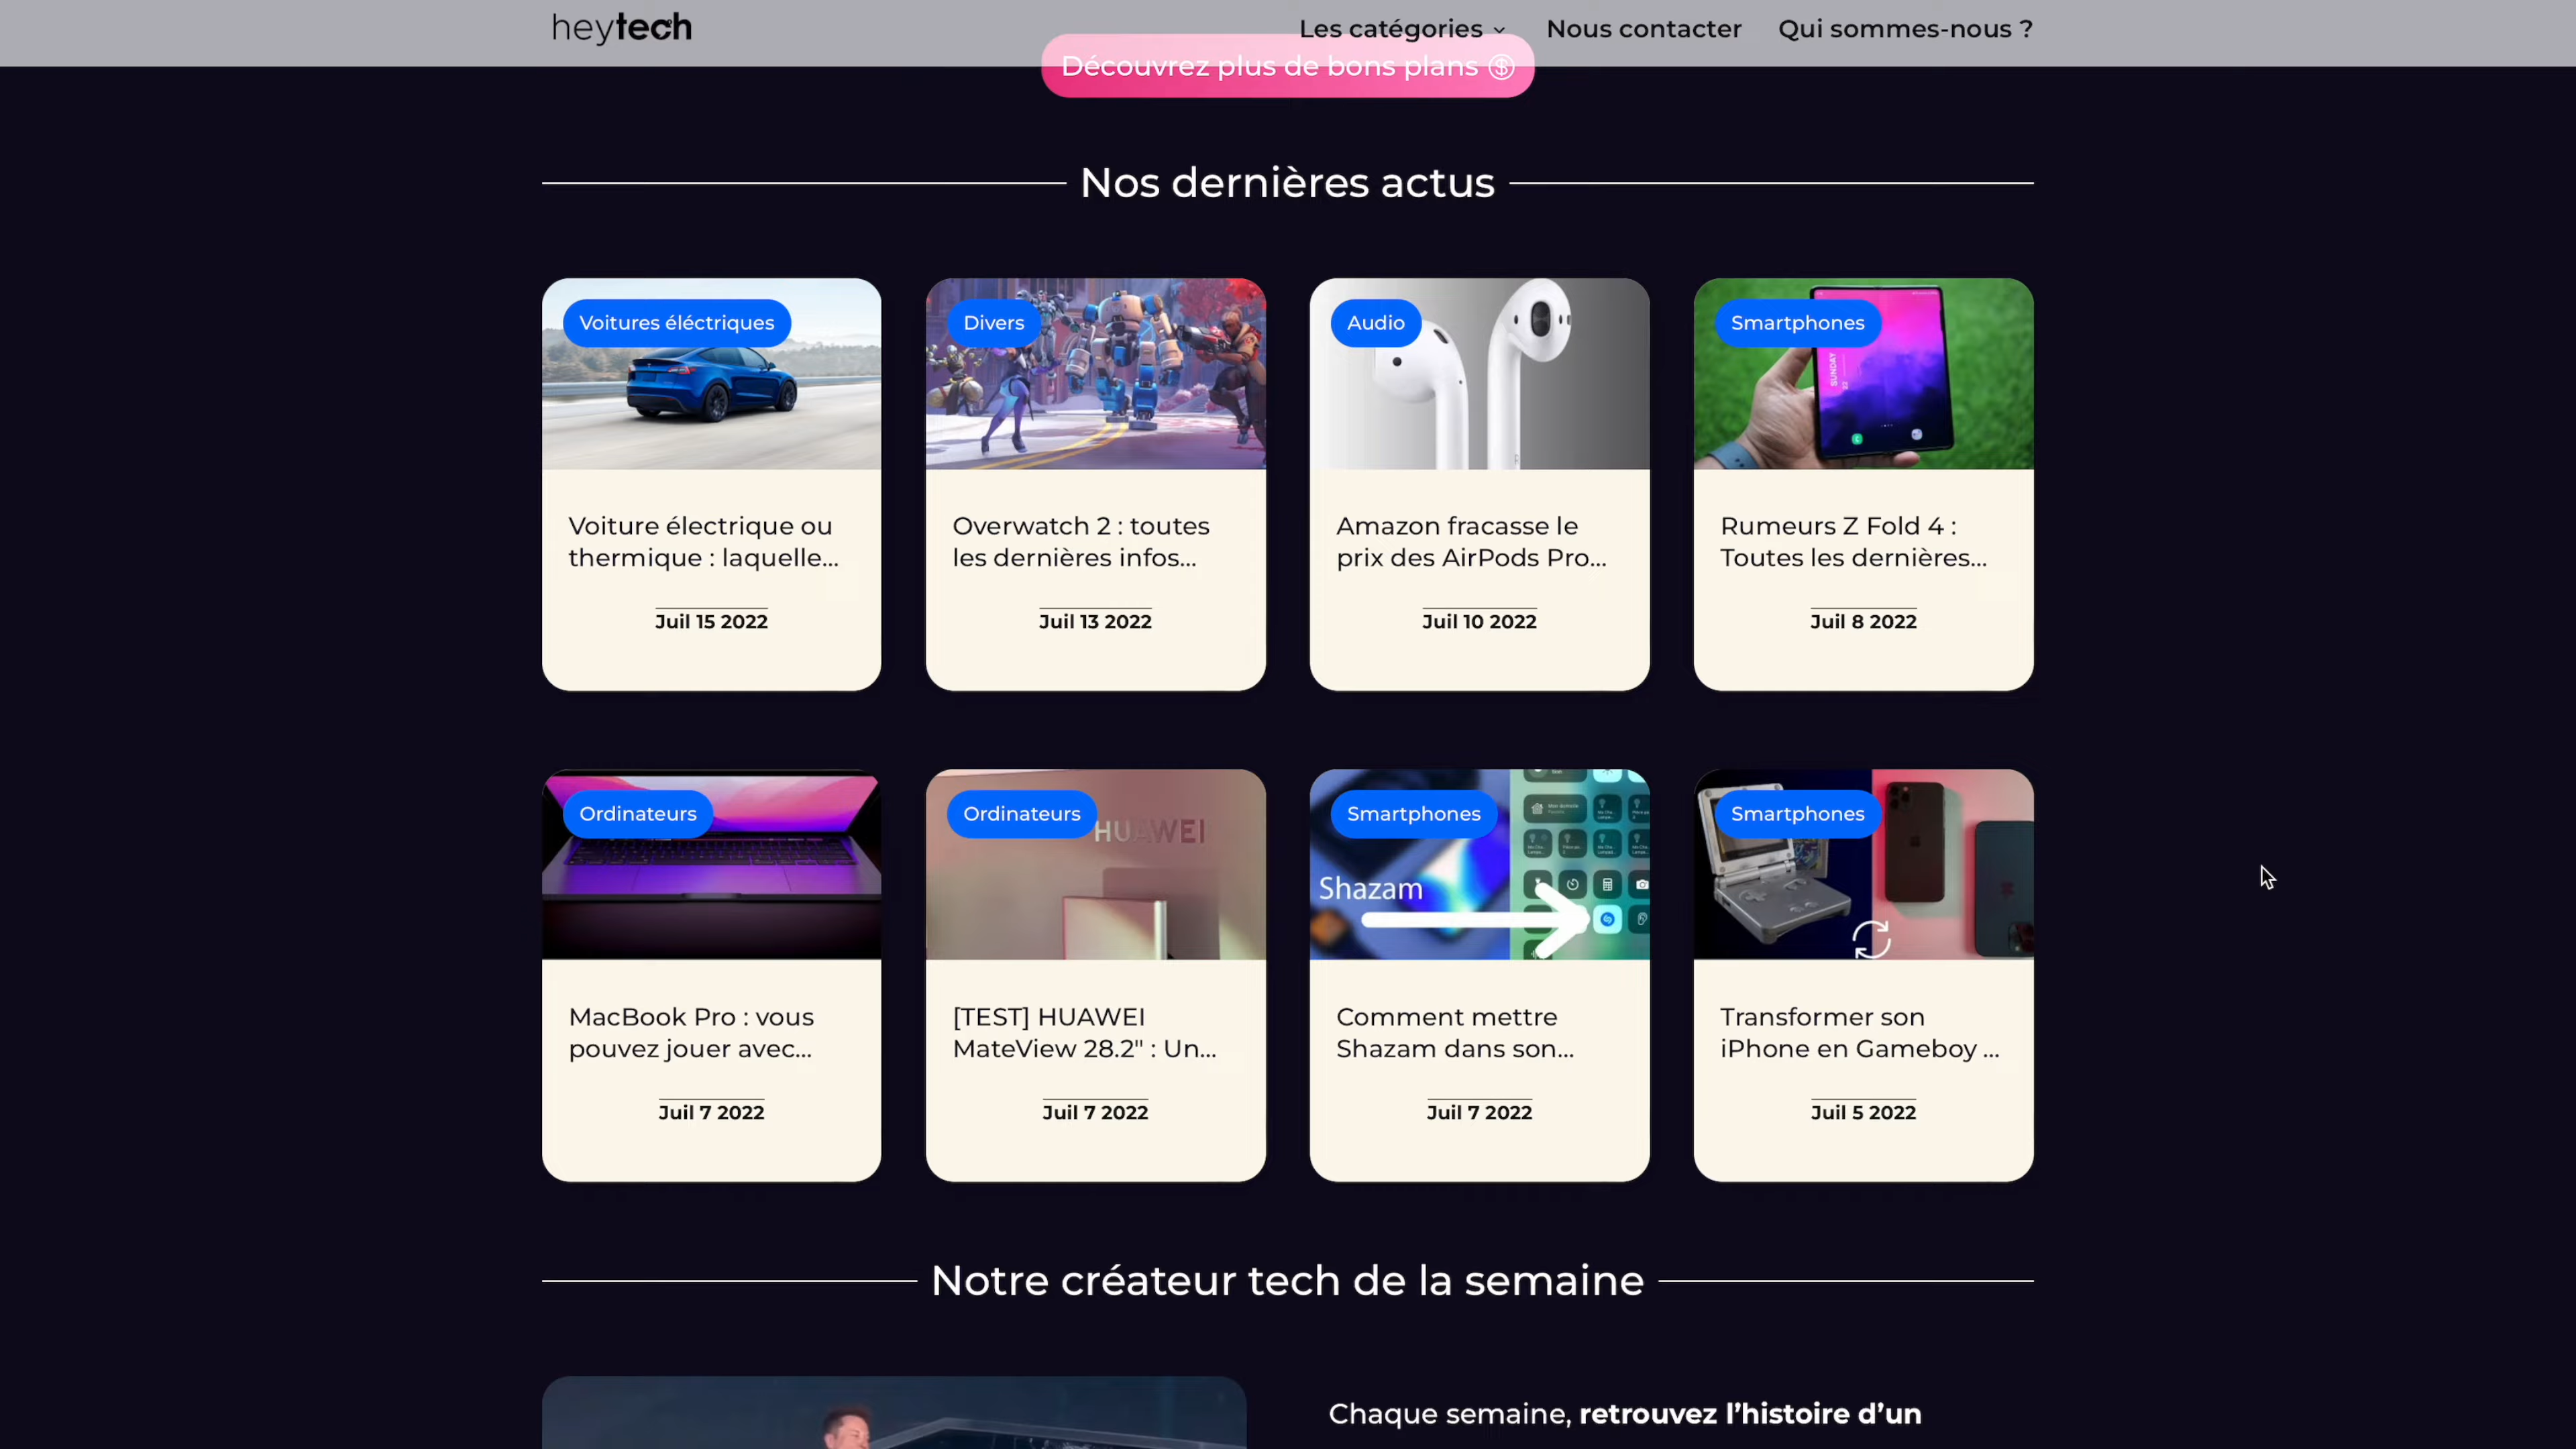 heytech
Les catégories
Nous contacter
Qui sommes-nous ?
Découvrez plus de bons plans
Nos dernières actus
Voitures éléctriques
Voiture électrique ou
thermique : laquelle...
Juil 15 2022
Divers
Overwatch 2 : toutes
les dernières infos...
Juil 13 2022
Audio
Amazon fracasse le
prix des AirPods Pro...
Juil 10 2022
SUNDAY
Smartphones
Rumeurs Z Fold 4 :
Toutes les dernières...
Juil 8 2022
Ordinateurs
MacBook Pro : vous
pouvez jouer avec...
Juil 7 2022
Ordinateurs
HUAWEI
[TEST] HUAWEI
MateView 28.2" : Un...
Juil 7 2022
Smartphones
Shazam
Comment mettre
Shazam dans son...
Juil 7 2022
Smartphones
Transformer son
iPhone en Gameboy ...
Juil 5 2022
Notre créateur tech de la semaine
Chaque semaine, retrouvez l’histoire d’un